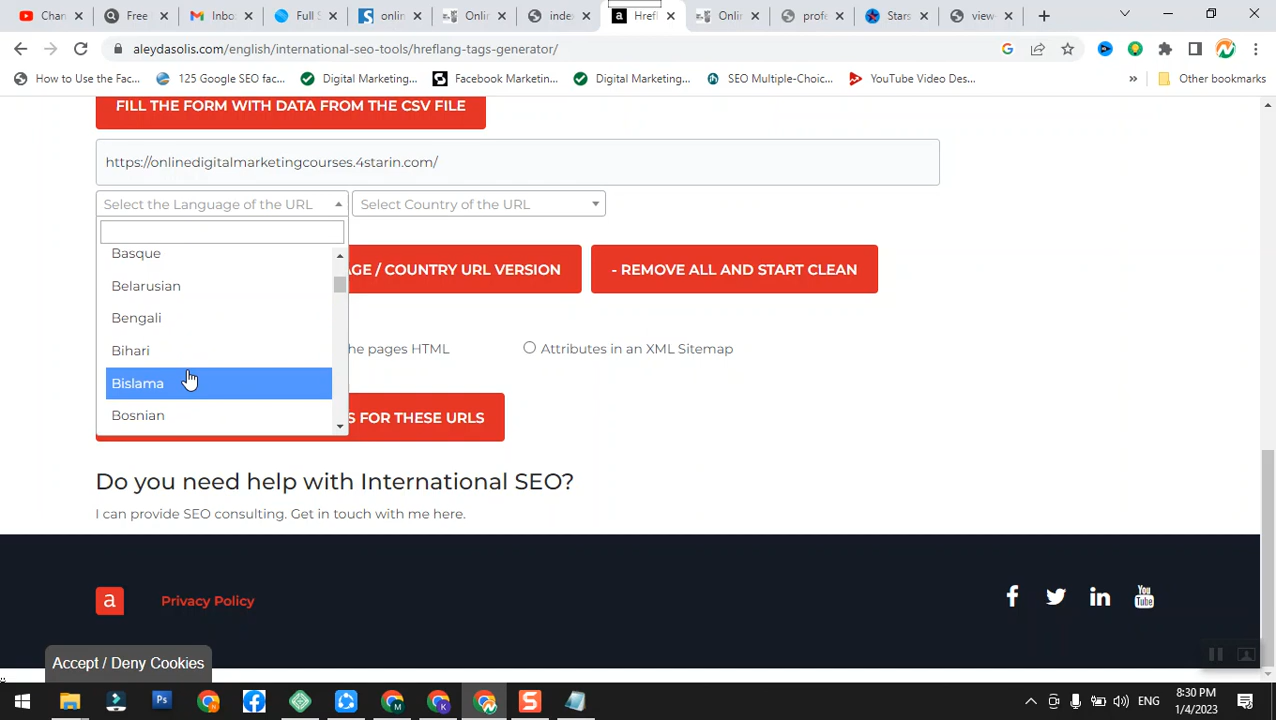 Chan
Free
Inbo
Full S
onlin
Onlin
inde
Hrefl
Onlin
profe
Stars
view-
aleydasolis.com/english/international-seo-tools/hreflang-tags-generator/
How to Use the Fac...
125 Google SEO fac...
Digital Marketing...
Facebook Marketin...
Digital Marketing...
SEO Multiple-Choic...
YouTube Video Des...
Other bookmarks
FILL THE FORM WITH DATA FROM THE CSV FILE
https://onlinedigitalmarketingcourses.4starin.com/
Select the Language of the URL
Select Country of the URL
Basque
Belarusian
Bengali
Bihari
Bislama
Bosnian
AGE / COUNTRY URL VERSION
- REMOVE ALL AND START CLEAN
he pages HTML
Attributes in an XML Sitemap
S FOR THESE URLS
Do you need help with International SEO?
I can provide SEO consulting. Get in touch with me here.
a
Privacy Policy
You
Tube
Accept / Deny Cookies
ENG
8:30 PM
1/4/2023